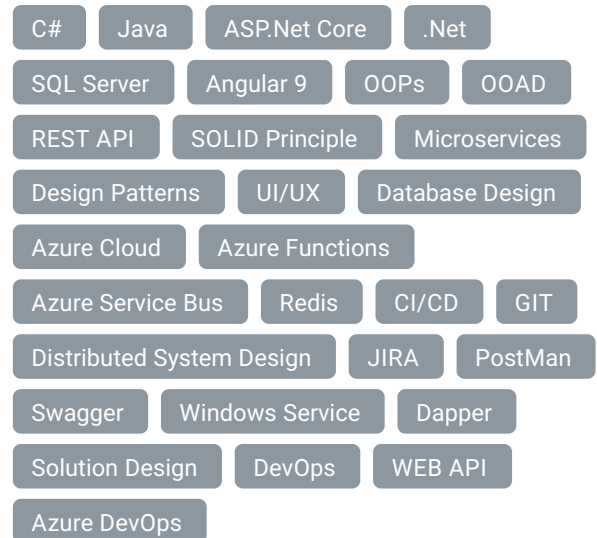 C# Java ASP.Net Core .Net
SQL Server Angular 9 OOPs OOAD
REST API SOLID Principle Microservices
Design Patterns UI/UX Database Design
Azure Cloud Azure Functions
Azure Service Bus Redis CI/CD GIT
Distributed System Design JIRA PostMan
Swagger Windows Service Dapper
Solution Design DevOps WEB API
Azure DevOps